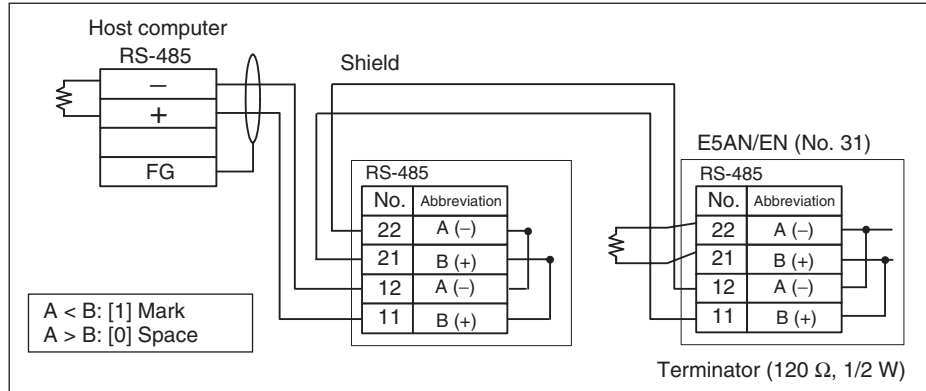 Host computer
RS-485
−
+
FG
Shield
RS-485
No. Abbreviation
22 A (−)
21 B (+)
12 A (−)
11 B (+)
E5AN/EN (No. 31)
RS-485
No. Abbreviation
22 A (−)
21 B (+)
12 A (−)
11 B (+)
A < B: [1] Mark
A > B: [0] Space
Terminator (120 Ω, 1/2 W)